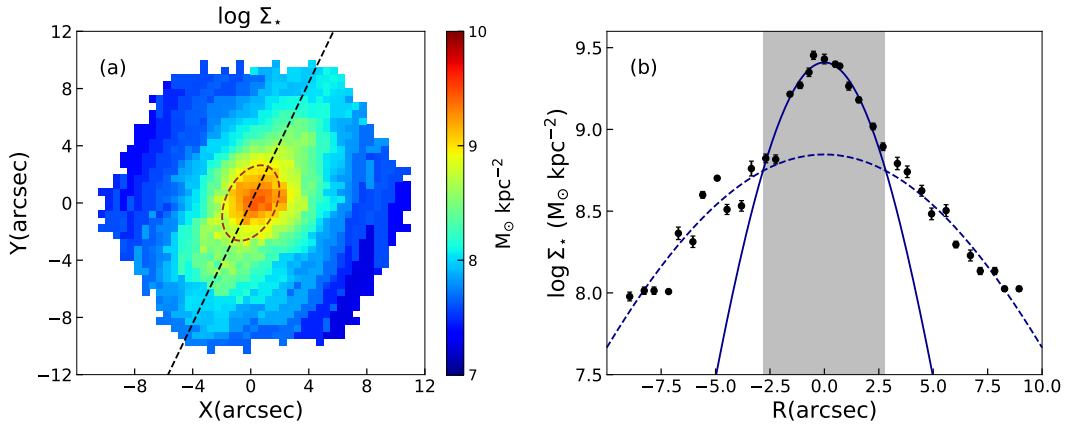 log Σ⋆
(a)
12
8
4
0
−4
−8
−12
Y(arcsec)
−8 −4 0 4 8 12
X(arcsec)
10
9
8
7
M⊙ kpc⁻²
(b)
9.5
9.0
8.5
8.0
7.5
log Σ⋆ (M⊙ kpc⁻²)
−7.5 −5.0 −2.5 0.0 2.5 5.0 7.5 10.0
R(arcsec)